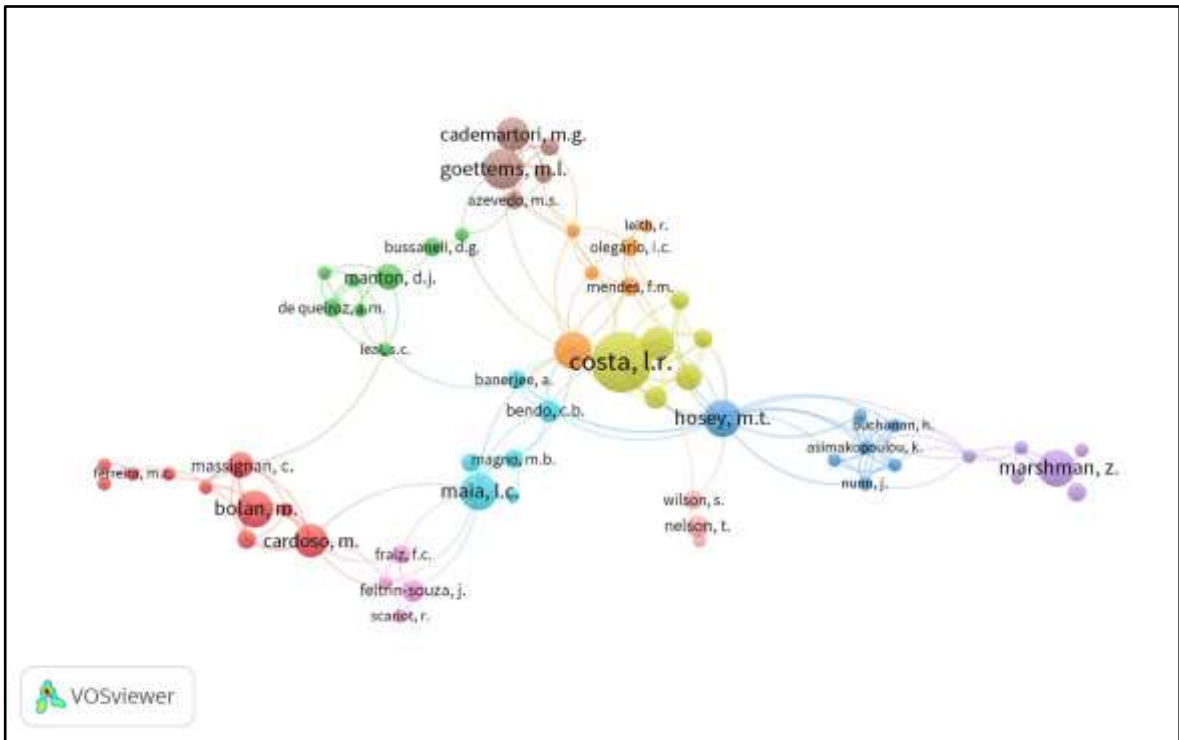 cademartori, m.g.
goettems, m.l.
azevedo, m.s.
leith, r.
bussaneli, d.g.
olegário, i.c.
manton, d.j.
mendes, f.m.
de queiroz, a.m.
leal, s.c.
costa, l.r.
banerjee, a.
bendo, c.b.
hosey, m.t.
buchanan, h.
asimakopoulou, k.
massignan, c.
magno, m.b.
ferreira, m.c.
marshman, z.
nunn, j.
maia, l.c.
bolan, m.
wilson, s.
nelson, t.
cardoso, m.
fraiz, f.c.
feltrin-souza, j.
scariot, r.
VOSviewer